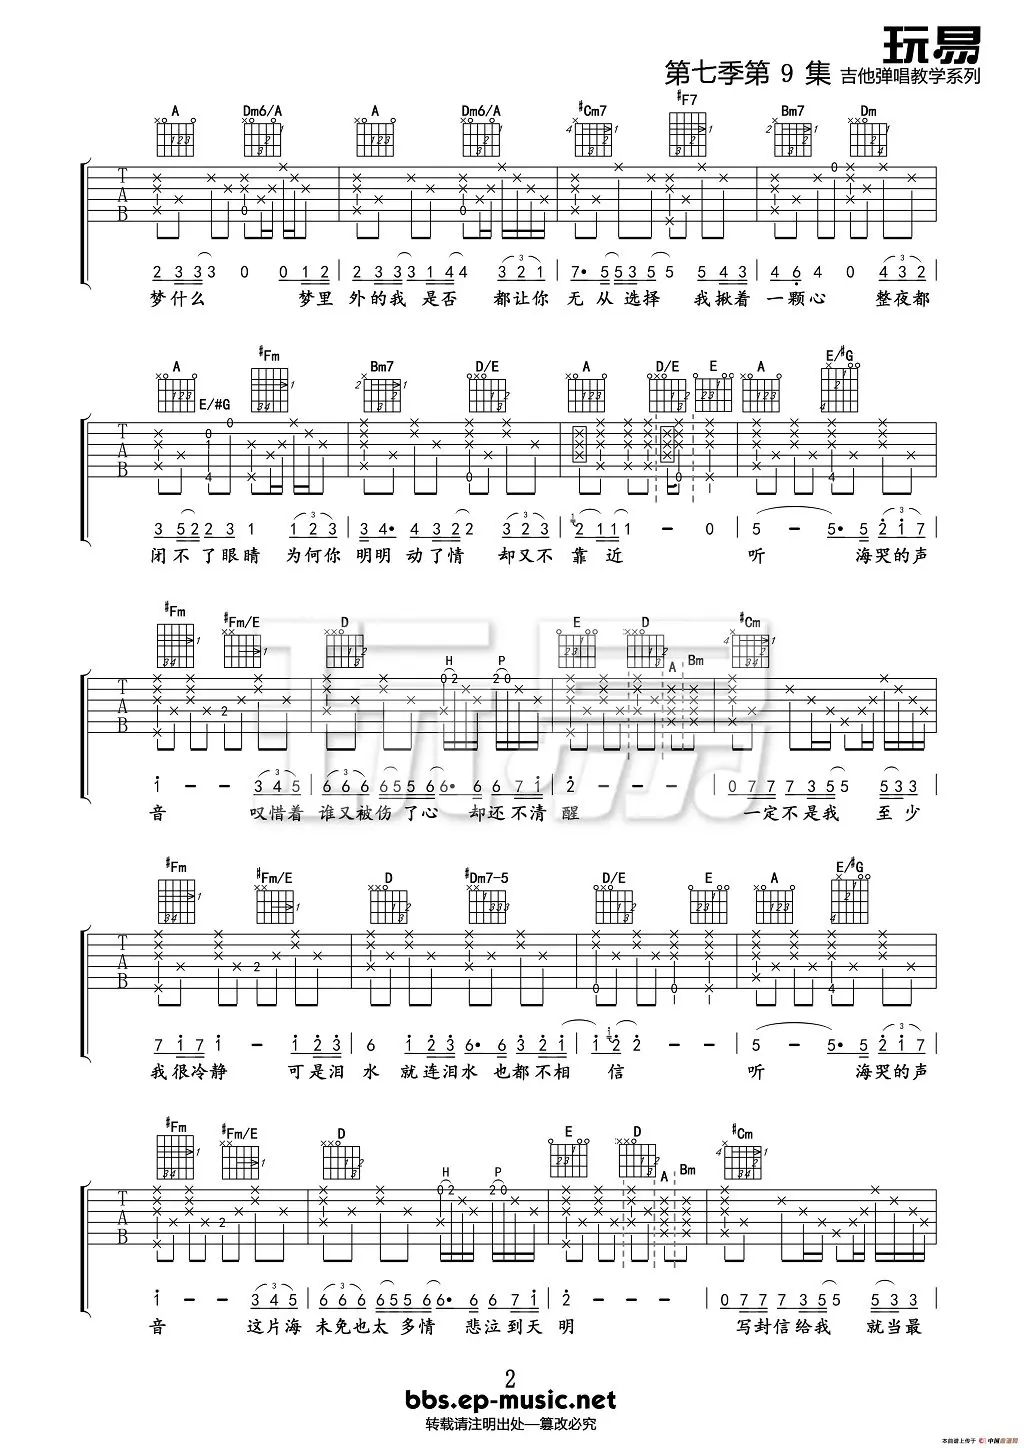 玩易
第七季第 9 集 吉他弹唱教学系列
A Dm6/A A Dm6/A #Cm7 #F7 Bm7 Dm
T
A
B
2 3 3 3 0 0 1 2 | 2 3 3 3 1 4 4 3 2 1 | 7· 5 5 3 5 5 5 4 3 | 4 6 4 0 4 3 2 |
梦什么 梦里 外的我 是否 都让你 无从选择 我揪着 一颗心 整夜都
A E/#G #Fm Bm7 D/E A D/E E A E/#G
T
A
B
3 5 2 2 3 1 1 2 3 | 3 4· 4 3 2 2 3 2 3 | 2 1 1 1 - 0 | 5 - 5· 5 2 1 7 |
闭不了眼睛 为何你 明明 动了情 却又不 靠近 听 海哭的声
#Fm #Fm/E D H P E D A Bm #Cm
T
A
B
1 - - 3 4 5 | 6 6 6 6 5 5 6 6· 6 6 7 1 | 2 - - - | 0 7 7 7 3 5 5 5 3 3 |
音 叹惜着 谁又被伤了心 却还不清 醒 一定不是我 至少
#Fm #Fm/E D #Dm7-5 D/E E A E/#G
T
A
B
7 1 7 1 - 1 2 3 | 6 1 2 3 6· 6 3 2 1 | 1 2 2 - - | 5 - 5· 5 2 1 7 |
我很冷静 可是泪 水 就连泪水 也都不相 信 听 海哭的声
#Fm #Fm/E D H P E D A Bm #Cm
T
A
B
1 - - 3 4 5 | 6 6 6 6 5 5 6 6· 6 6 7 1 | 2 - - - | 0 7 7 7 3 5 5 5 3 3 |
音 这片海 未免也太多情 悲泣到天 明 写封信给我 就当最
2
bbs.ep-music.net
转载请注明出处—篡改必究
本曲谱上传于 中国曲谱网